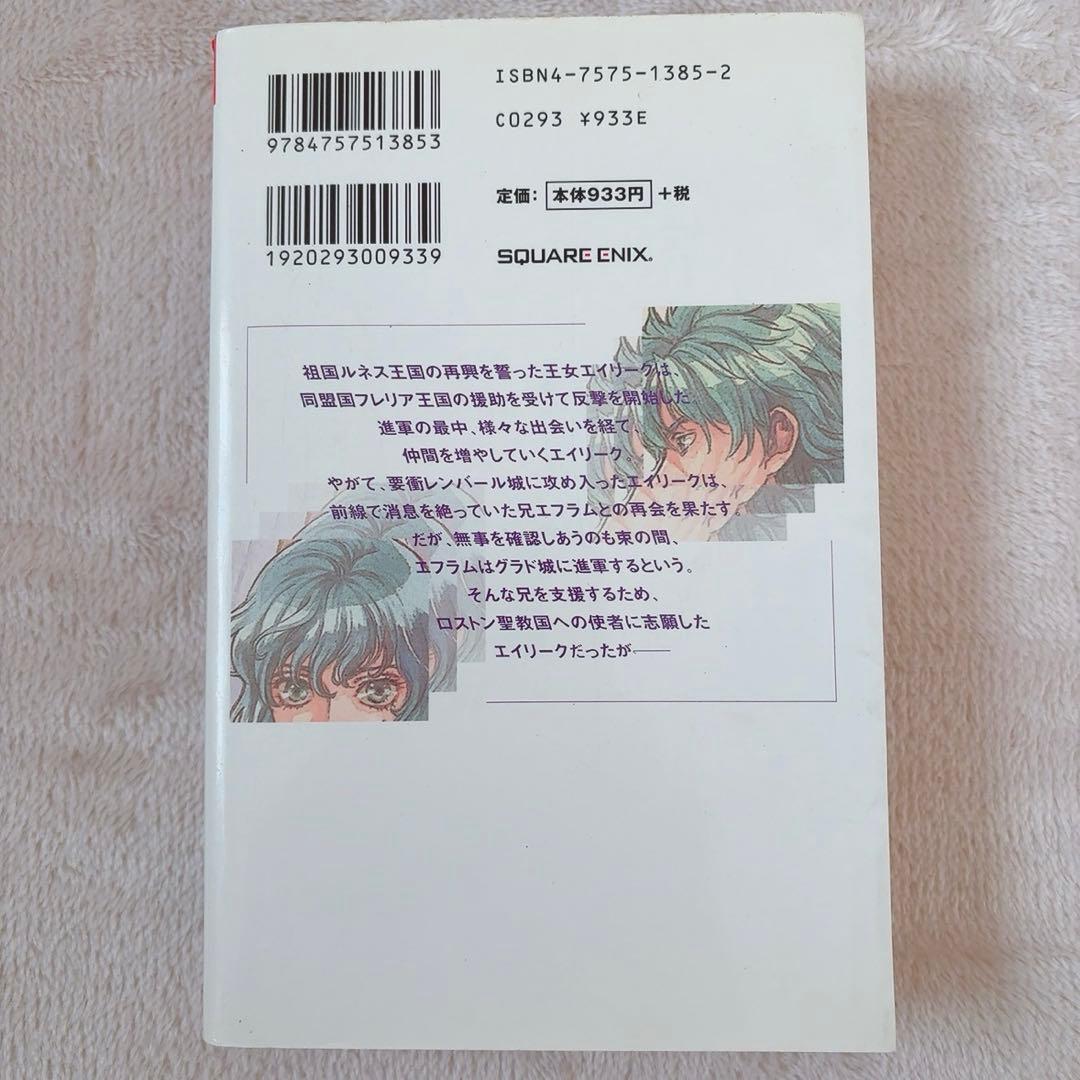 ISBN4-7575-1385-2
9784757513853
C0293 ¥933E
定価: 本体933円 +税
1920293009339
SQUARE ENIX®
祖国ルネス王国の再興を誓った王女エイリークは、
同盟国フレリア王国の援助を受けて反撃を開始した。
進軍の最中、様々な出会いを経て、
仲間を増やしていくエイリーク。
やがて、要衝レンバール城に攻め入ったエイリークは、
前線で消息を絶っていた兄エフラムとの再会を果たす。
だが、無事を確認しあうのも束の間、
エフラムはグラド城に進軍するという。
そんな兄を支援するため、
ロストン聖教国への使者に志願した
エイリークだったが――